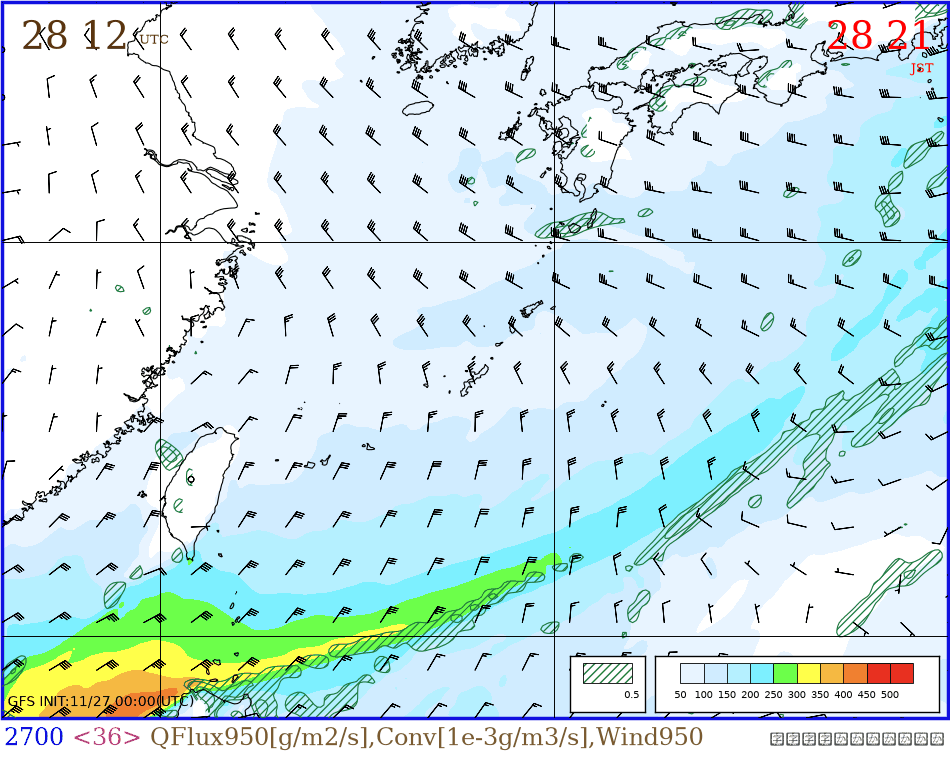 28 12 UTC
28 21
JST
0.5
50 100 150 200 250 300 350 400 450 500
GFS INIT:11/27 00:00(UTC)
2700 <36> QFlux950[g/m2/s],Conv[1e-3g/m3/s],Wind950